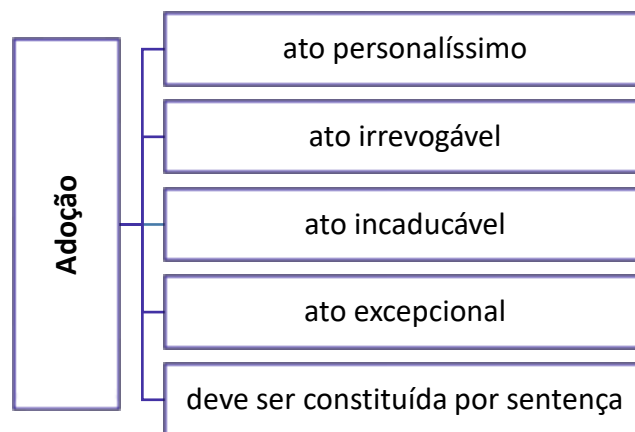 Adoção
ato personalíssimo
ato irrevogável
ato incaducável
ato excepcional
deve ser constituída por sentença